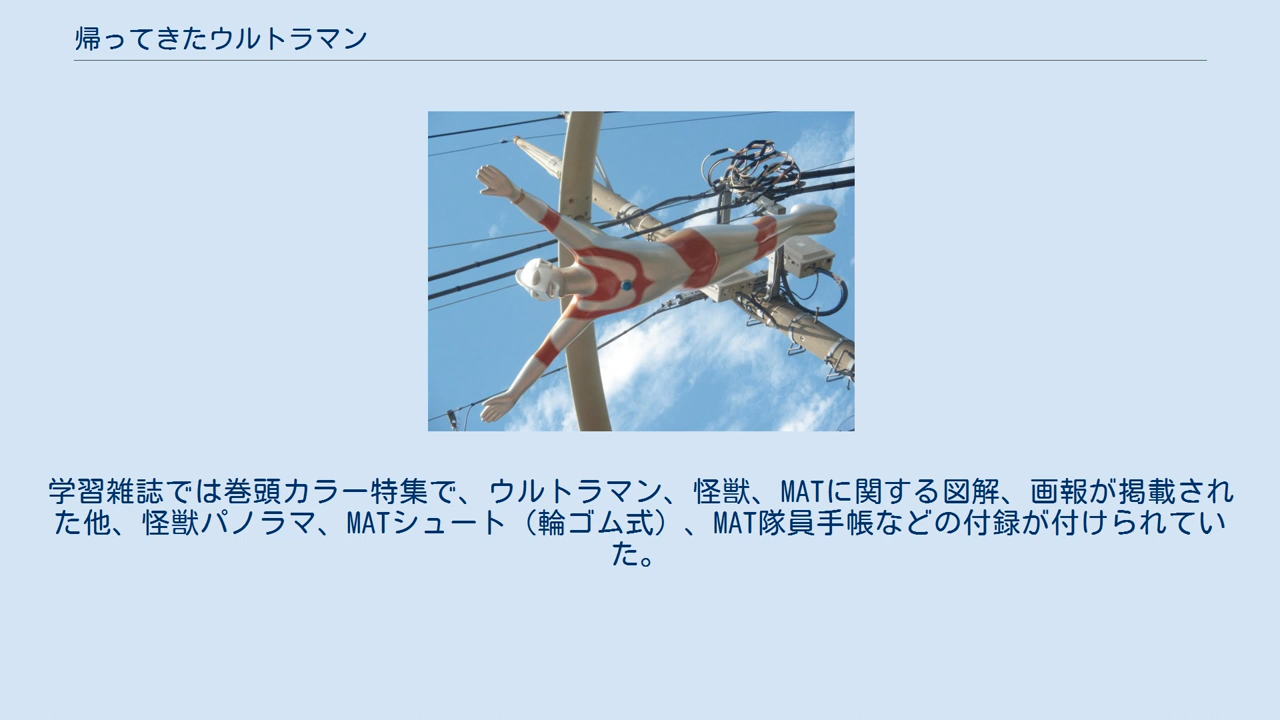 帰ってきたウルトラマン
学習雑誌では巻頭カラー特集で、ウルトラマン、怪獣、MATに関する図解、画報が掲載され
た他、怪獣パノラマ、MATシュート（輪ゴム式）、MAT隊員手帳などの付録が付けられてい
た。